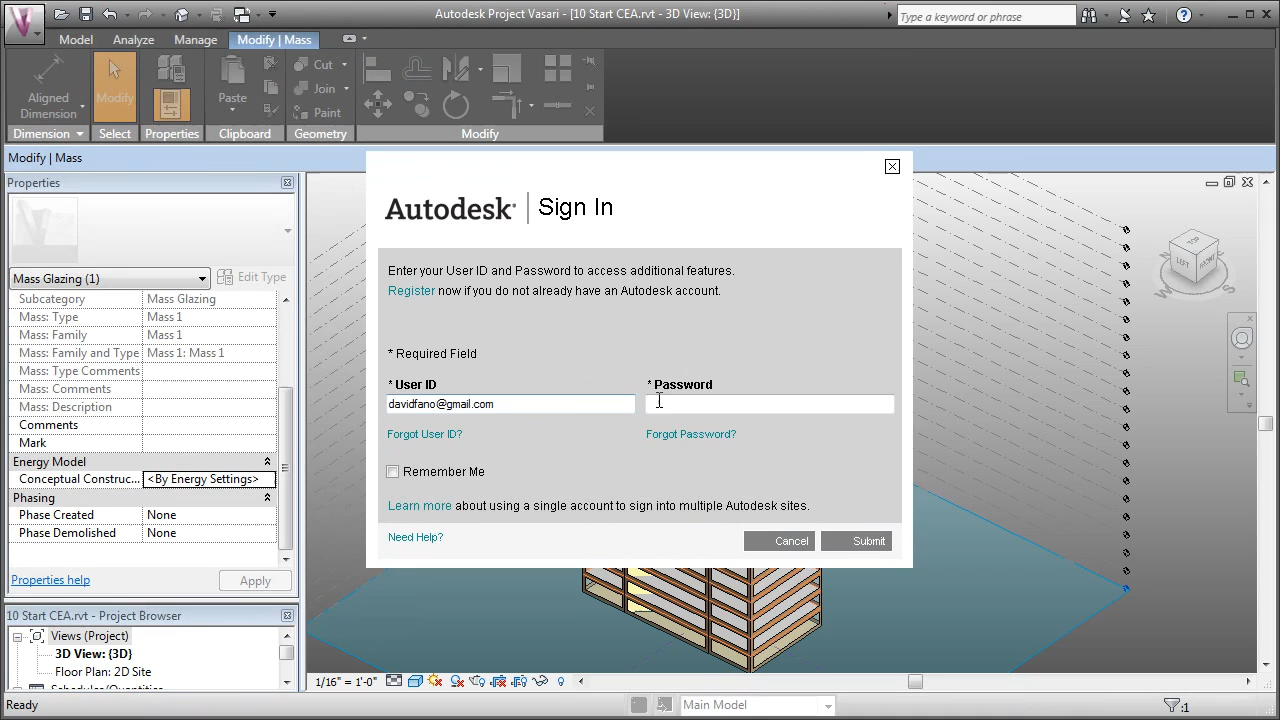 Autodesk Project Vasari - [10 Start CEA.rvt - 3D View: {3D}]
Type a keyword or phrase
Model
Analyze
Manage
Modify | Mass
Aligned
Dimension
Modify
Paste
Cut
Join
Paint
Dimension
Select
Properties
Clipboard
Geometry
Modify
Modify | Mass
Properties
Mass Glazing (1)
Edit Type
Subcategory Mass Glazing
Mass: Type Mass 1
Mass: Family Mass 1
Mass: Family and Type Mass 1: Mass 1
Mass: Type Comments
Mass: Comments
Mass: Description
Comments
Mark
Energy Model
Conceptual Construc... <By Energy Settings>
Phasing
Phase Created None
Phase Demolished None
Properties help
Apply
10 Start CEA.rvt - Project Browser
Views (Project)
3D View: {3D}
Floor Plan: 2D Site
Schedules/Quantities
Autodesk® | Sign In
Enter your User ID and Password to access additional features.
Register now if you do not already have an Autodesk account.
* Required Field
* User ID
* Password
davidfano@gmail.com
Forgot User ID?
Forgot Password?
Remember Me
Learn more about using a single account to sign into multiple Autodesk sites.
Need Help?
Cancel
Submit
TOP
LEFT
FRONT
W
S
1/16" = 1'-0"
Ready
Main Model
:1